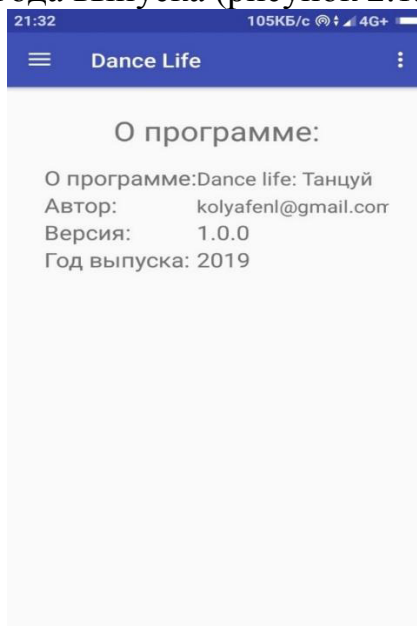 года выпуска (рисунок 2.1
21:32 105КБ/с 4G+
Dance Life
О программе:
О программе:Dance life: Танцуй
Автор: kolyafenl@gmail.com
Версия: 1.0.0
Год выпуска: 2019